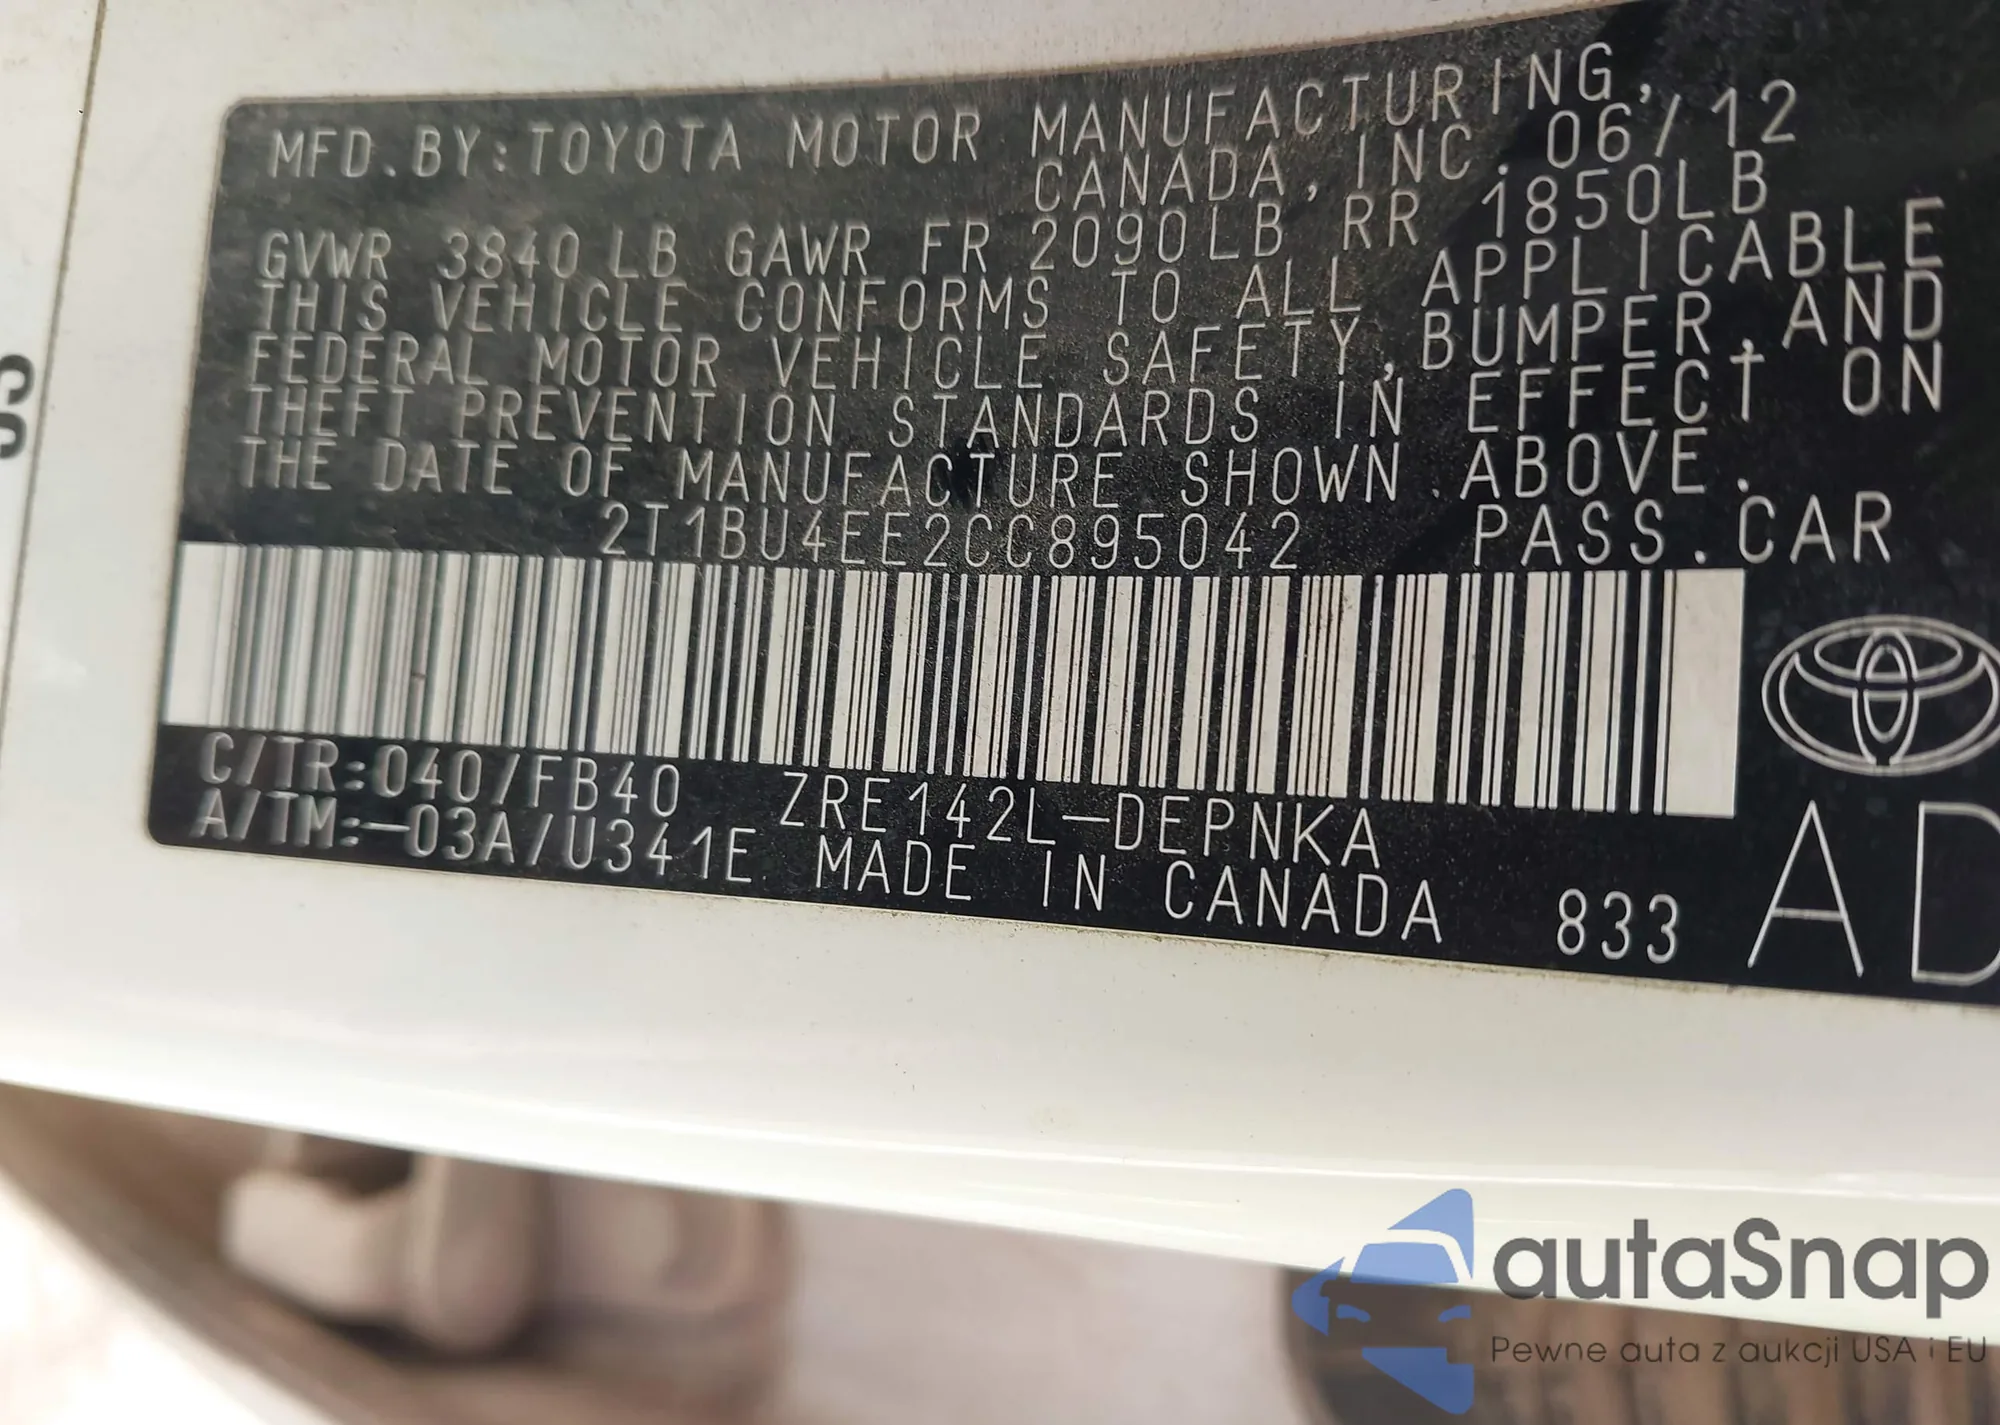 MFD.BY:TOYOTA MOTOR MANUFACTURING,
CANADA, INC. 06/12
GVWR 3840LB GAWR FR 2090LB RR 1850LB
THIS VEHICLE CONFORMS TO ALL APPLICABLE
FEDERAL MOTOR VEHICLE SAFETY, BUMPER, AND
THEFT PREVENTION STANDARDS IN EFFECT ON
THE DATE OF MANUFACTURE SHOWN ABOVE.
2T1BU4EE2CC895042 PASS.CAR
C/TR:040/FB40 ZRE142L-DEPNKA
A/TM:-03A/U341E MADE IN CANADA 833
AD
autaSnap
Pewne auta z aukcji USA i EU